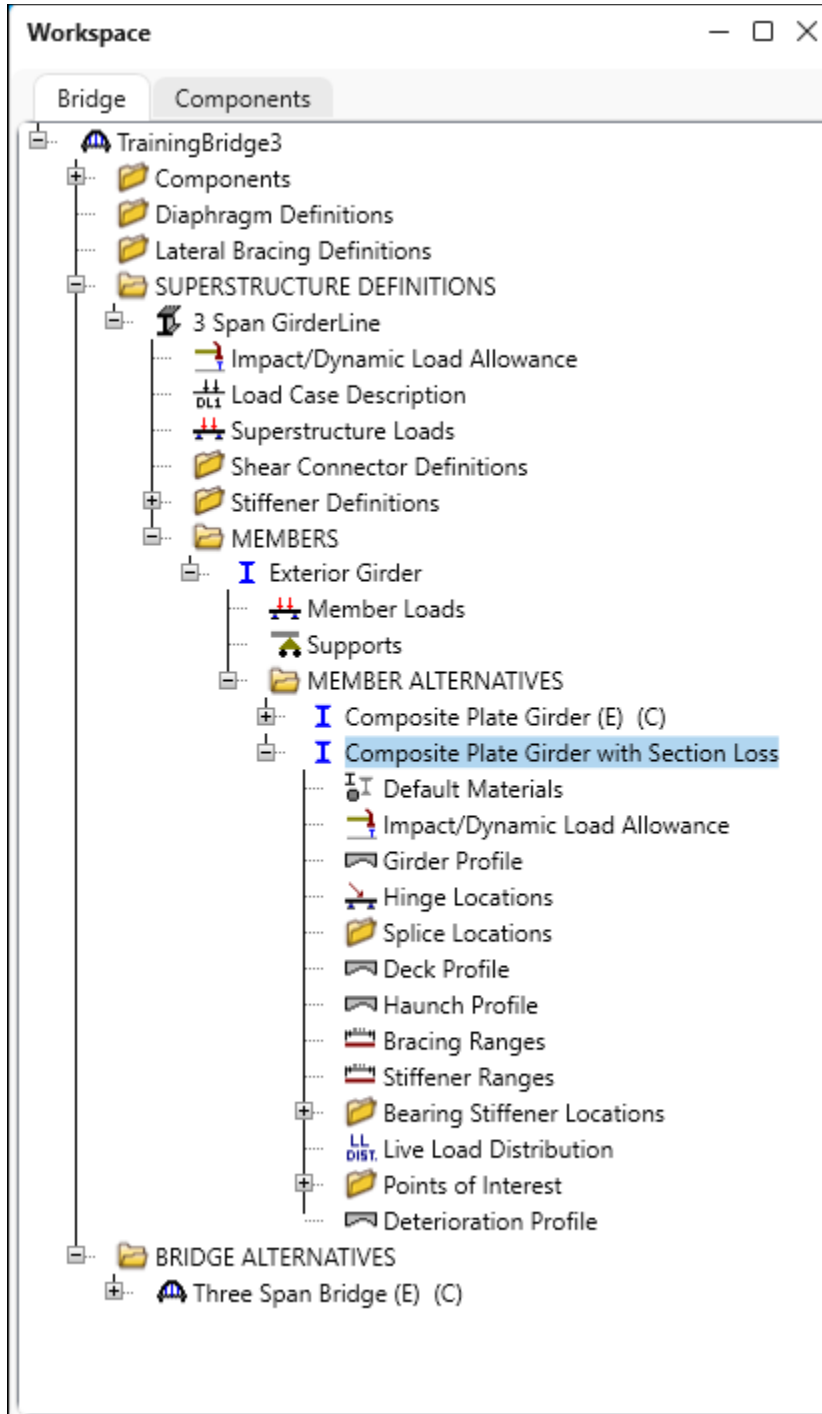 Workspace
Bridge Components
TrainingBridge3
Components
Diaphragm Definitions
Lateral Bracing Definitions
SUPERSTRUCTURE DEFINITIONS
3 Span GirderLine
Impact/Dynamic Load Allowance
DL1 Load Case Description
Superstructure Loads
Shear Connector Definitions
Stiffener Definitions
MEMBERS
Exterior Girder
Member Loads
Supports
MEMBER ALTERNATIVES
Composite Plate Girder (E) (C)
Composite Plate Girder with Section Loss
Default Materials
Impact/Dynamic Load Allowance
Girder Profile
Hinge Locations
Splice Locations
Deck Profile
Haunch Profile
Bracing Ranges
Stiffener Ranges
Bearing Stiffener Locations
LL DIST. Live Load Distribution
Points of Interest
Deterioration Profile
BRIDGE ALTERNATIVES
Three Span Bridge (E) (C)